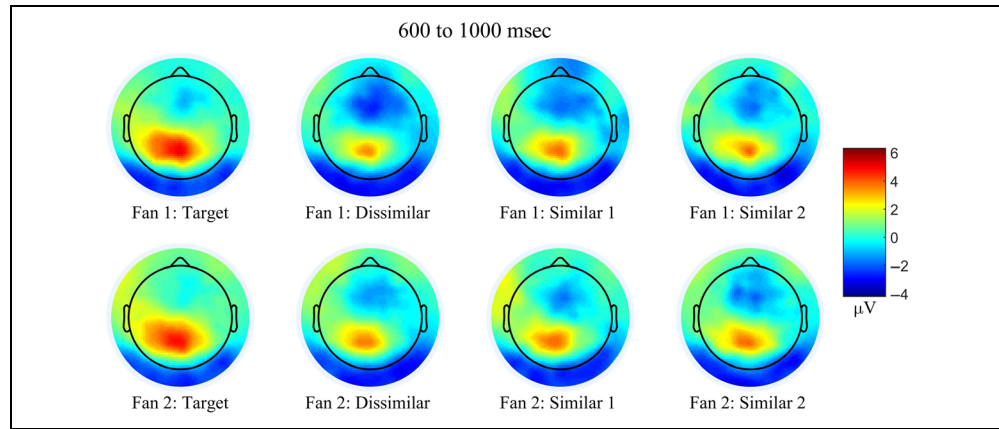 600 to 1000 msec
Fan 1: Target
Fan 1: Dissimilar
Fan 1: Similar 1
Fan 1: Similar 2
6
4
2
0
−2
−4
μV
Fan 2: Target
Fan 2: Dissimilar
Fan 2: Similar 1
Fan 2: Similar 2